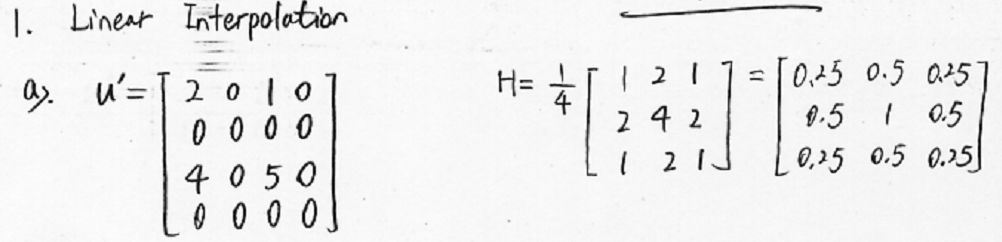 1. Linear Interpolation
a). u' = [ 2 0 1 0 H = 1/4 [ 1 2 1 ] = [ 0.25 0.5 0.25
0 0 0 0 2 4 2 0.5 1 0.5
4 0 5 0 1 2 1 ] 0.25 0.5 0.25 ]
0 0 0 0 ]